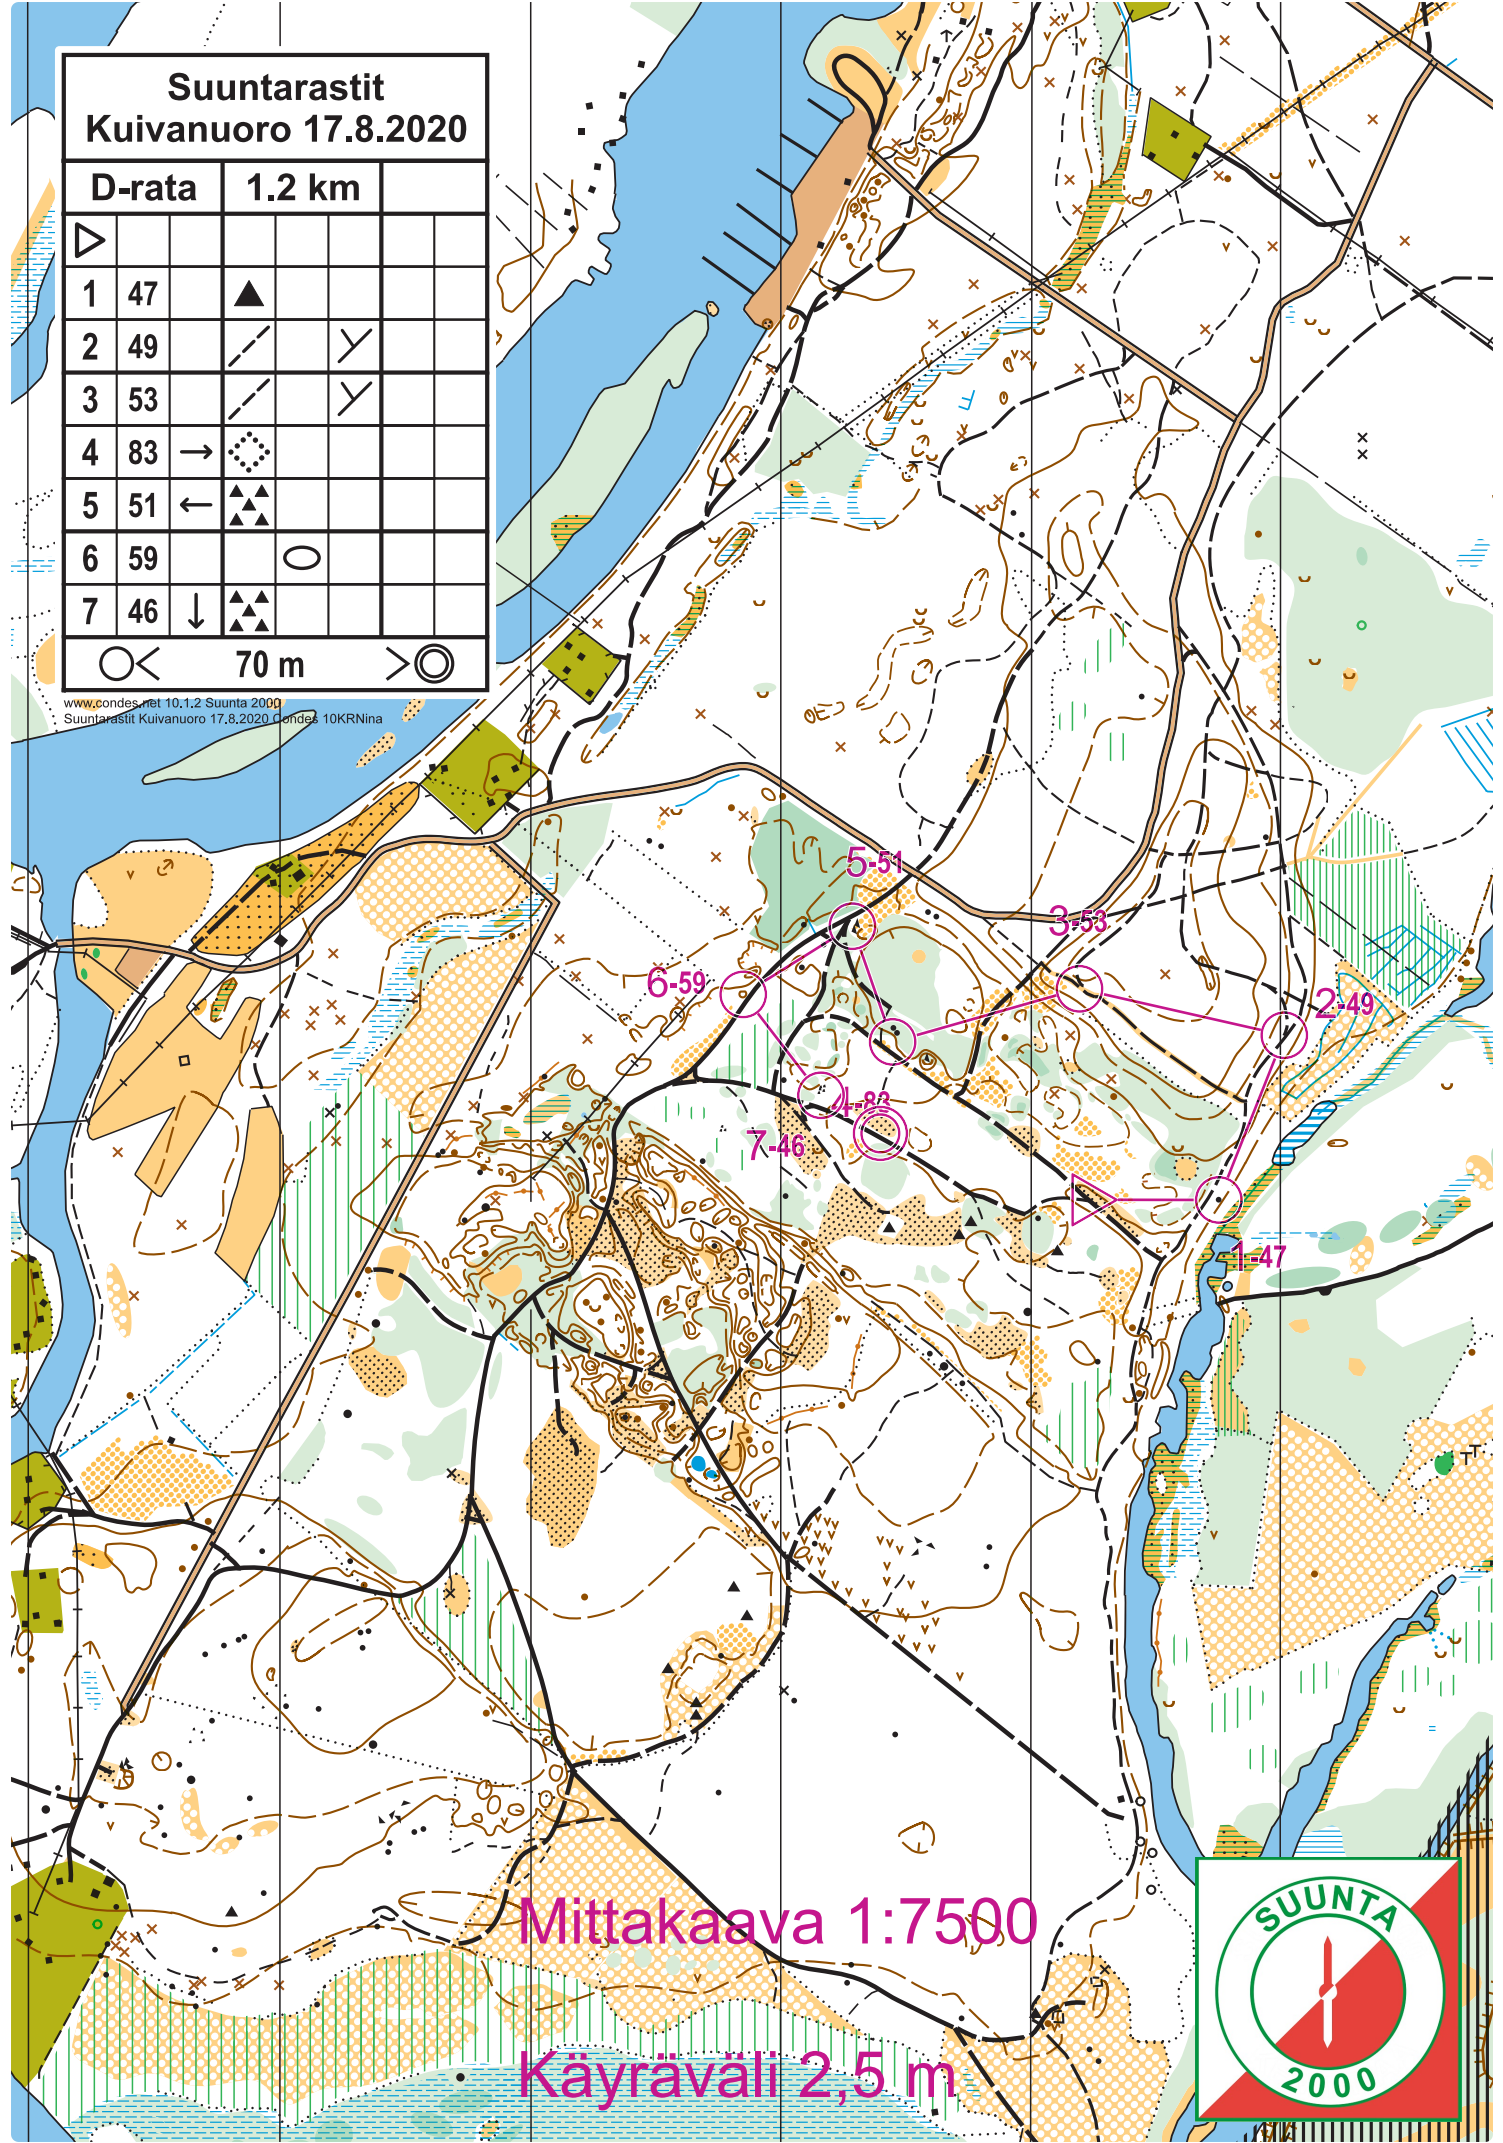 Suuntarastit
Kuivanuoro 17.8.2020
D-rata 1.2 km
1 47
2 49
3 53
4 83
5 51
6 59
7 46
70 m
www.condes.net 10.1.2 Suunta 2000
Suuntarastit Kuivanuoro 17.8.2020 Condes 10KRNina
5-51
3-53
6-59
2-49
4-83
7-46
1-47
Mittakaava 1:7500
Käyräväli 2,5 m
SUUNTA
2000